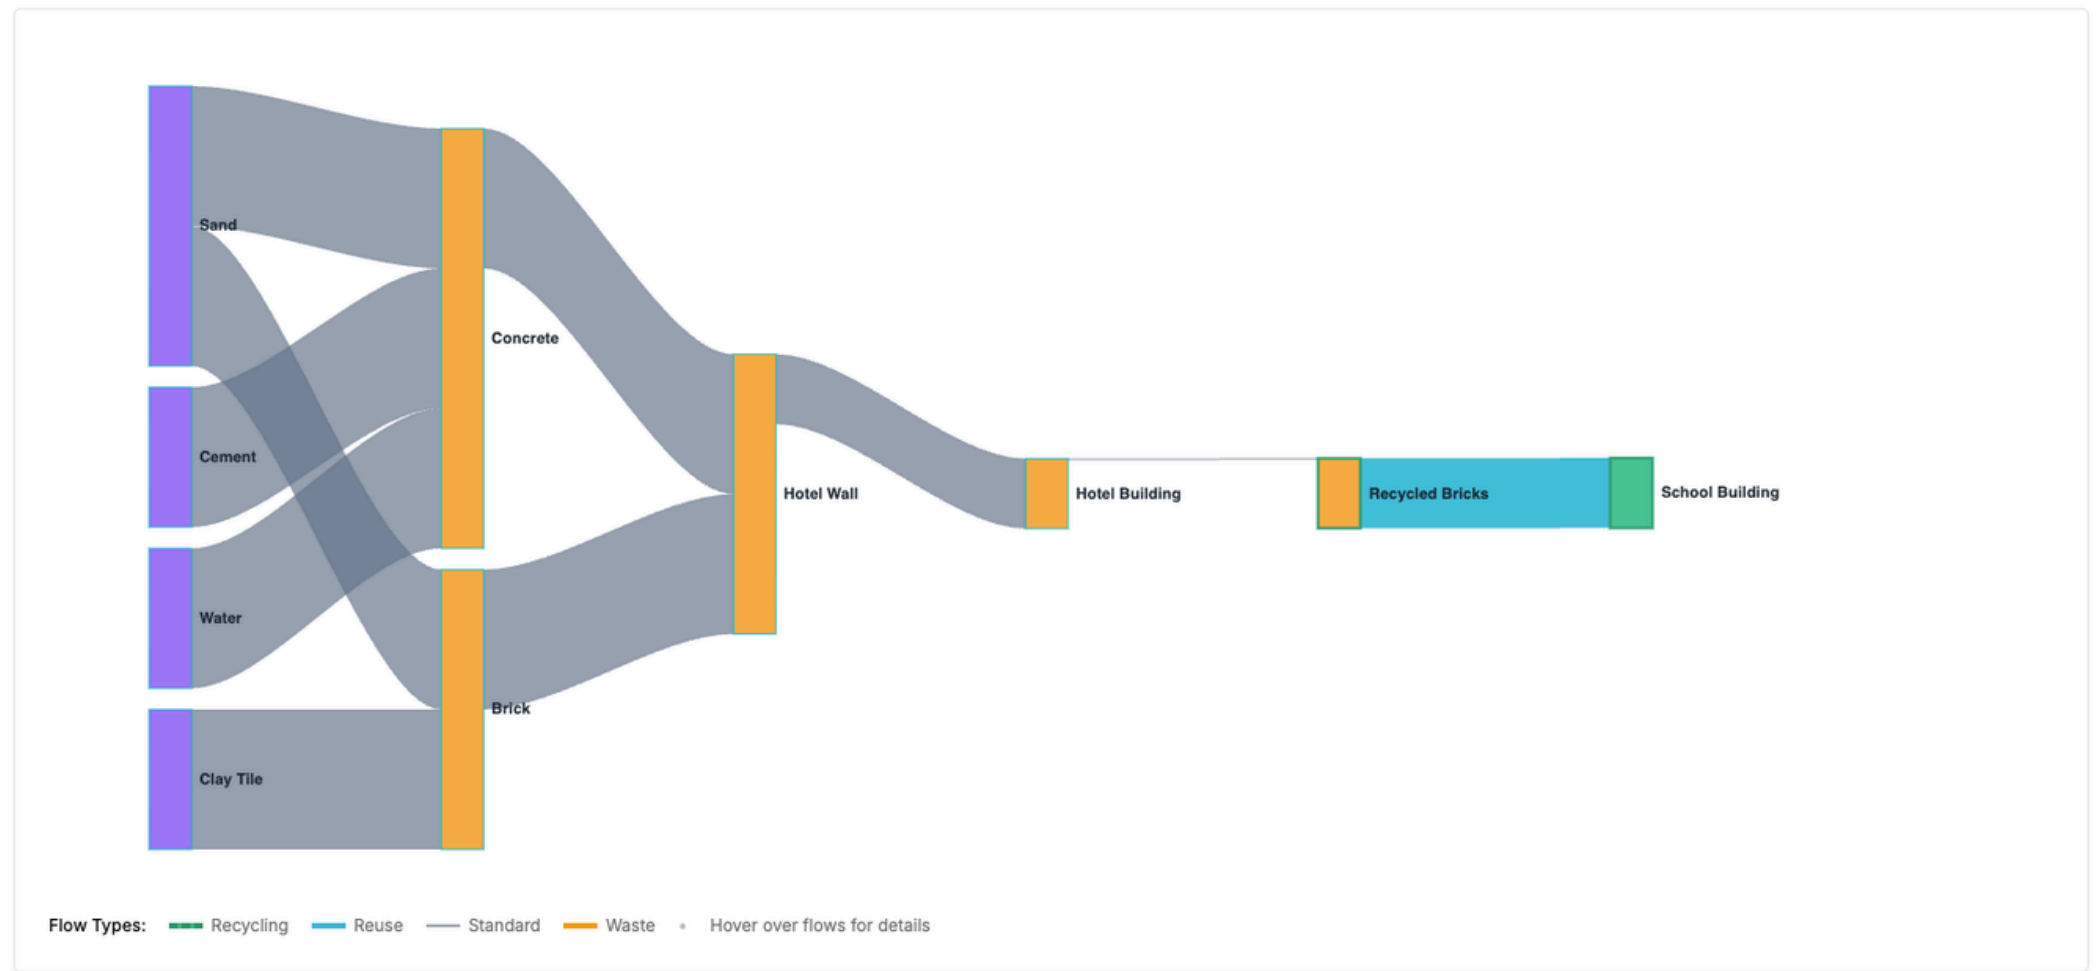 Sand
Concrete
Cement
Hotel Wall
Hotel Building
Recycled Bricks
School Building
Water
Brick
Clay Tile
Flow Types: Recycling Reuse Standard Waste • Hover over flows for details